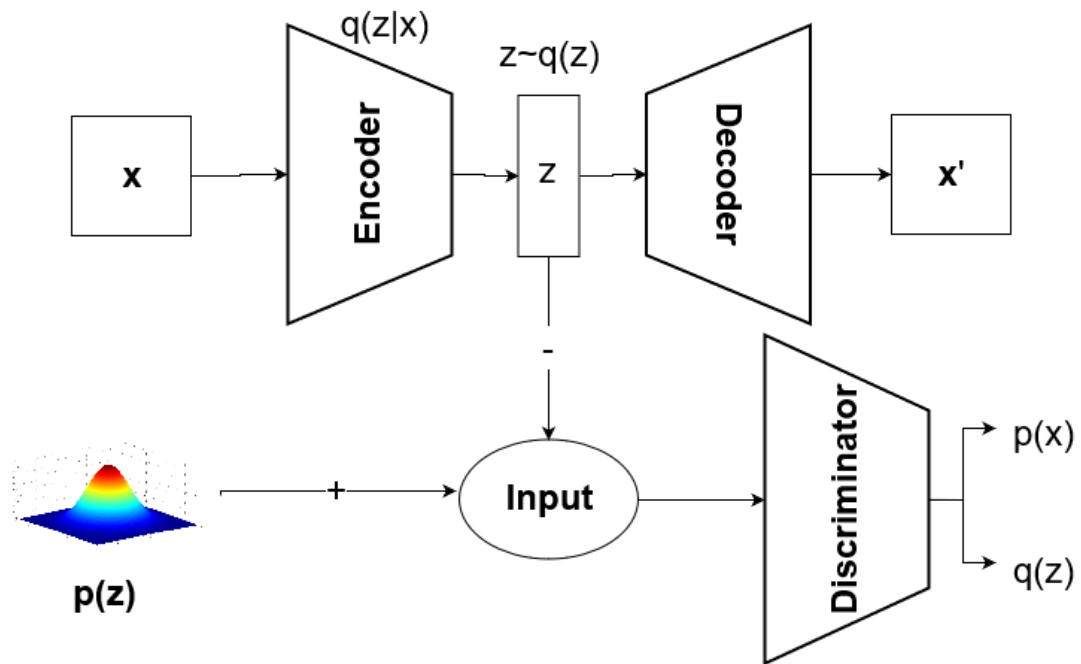 q(z|x)
z~q(z)
x
Encoder
z
Decoder
x'
-
Discriminator
p(x)
+
Input
q(z)
p(z)